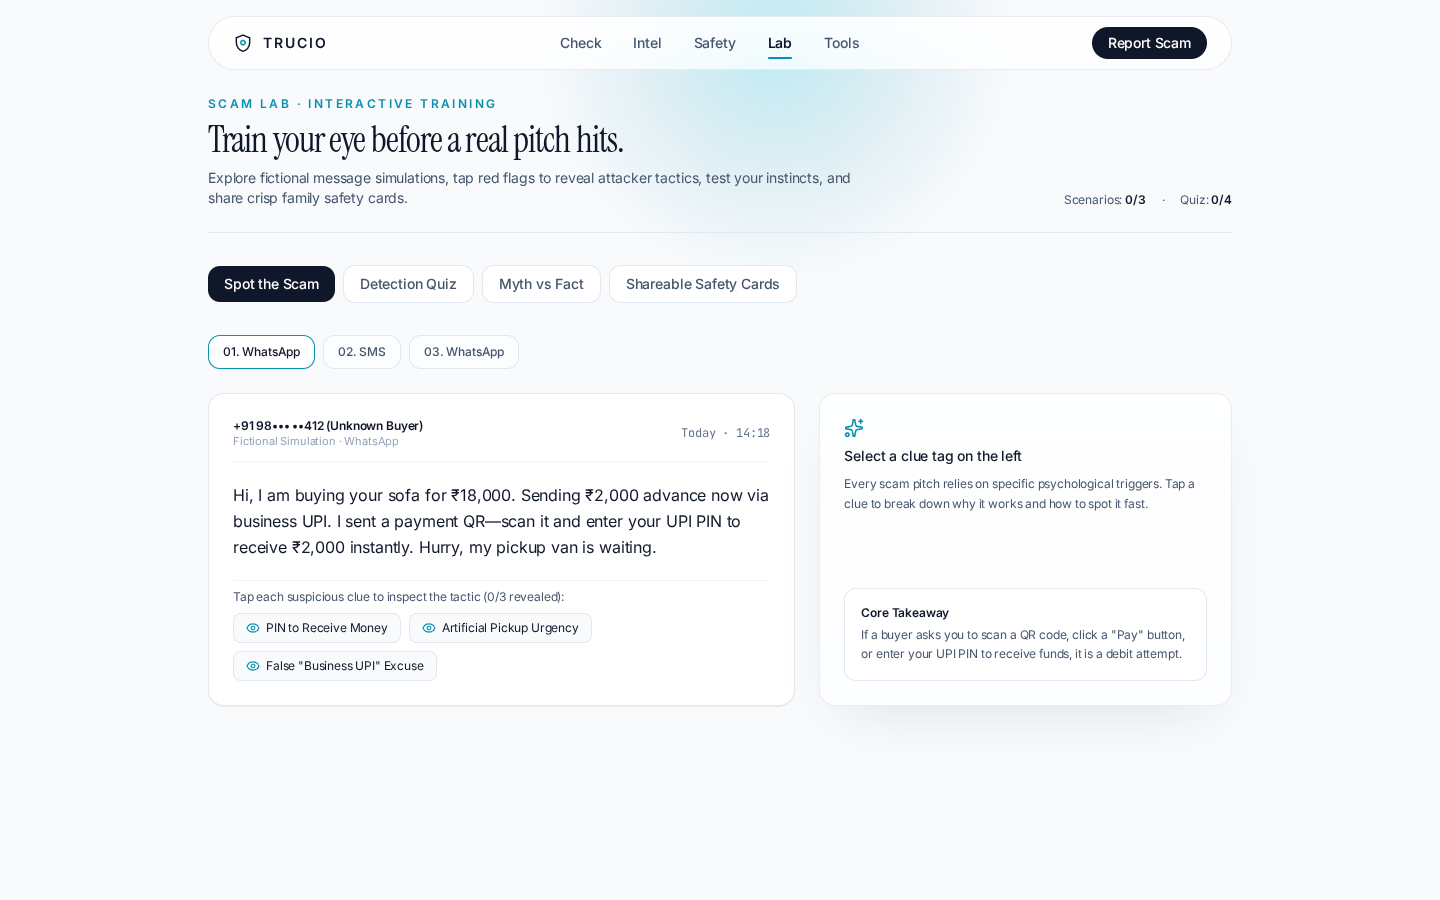 TRUCIO
Check
Intel
Safety
Lab
Tools
Report Scam
SCAM LAB · INTERACTIVE TRAINING
Train your eye before a real pitch hits.
Explore fictional message simulations, tap red flags to reveal attacker tactics, test your instincts, and
share crisp family safety cards.
Scenarios: 0/3 · Quiz: 0/4
Spot the Scam
Detection Quiz
Myth vs Fact
Shareable Safety Cards
01. WhatsApp
02. SMS
03. WhatsApp
+91 98••• ••412 (Unknown Buyer)
Fictional Simulation · WhatsApp
Today · 14:18
Hi, I am buying your sofa for ₹18,000. Sending ₹2,000 advance now via
business UPI. I sent a payment QR—scan it and enter your UPI PIN to
receive ₹2,000 instantly. Hurry, my pickup van is waiting.
Tap each suspicious clue to inspect the tactic (0/3 revealed):
PIN to Receive Money
Artificial Pickup Urgency
False "Business UPI" Excuse
Select a clue tag on the left
Every scam pitch relies on specific psychological triggers. Tap a
clue to break down why it works and how to spot it fast.
Core Takeaway
If a buyer asks you to scan a QR code, click a "Pay" button,
or enter your UPI PIN to receive funds, it is a debit attempt.